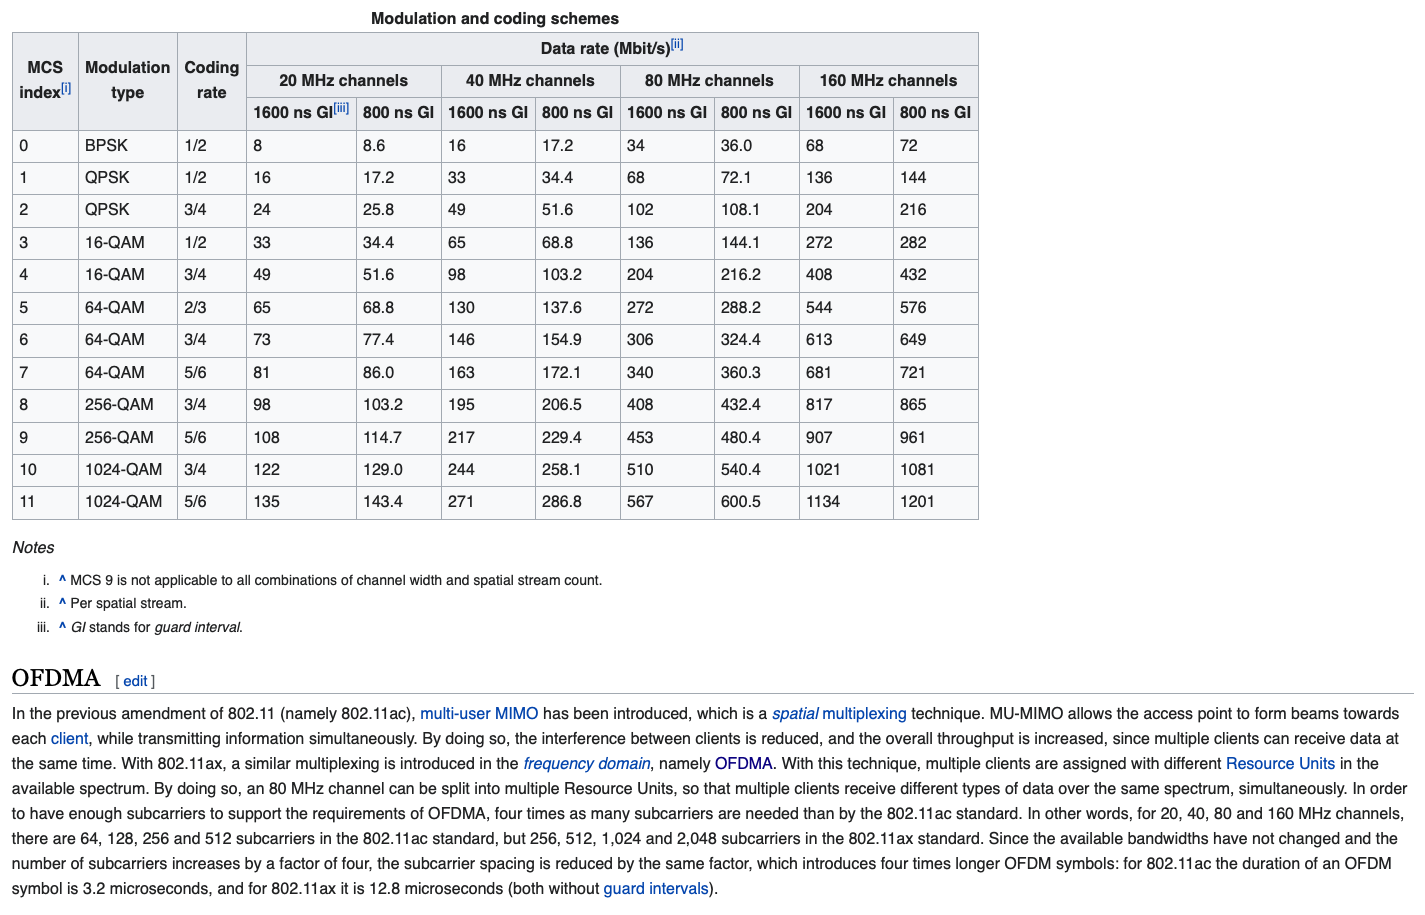 Modulation and coding schemes
MCS index[i] Modulation type Coding rate Data rate (Mbit/s)[ii]
20 MHz channels 40 MHz channels 80 MHz channels 160 MHz channels
1600 ns GI[iii] 800 ns GI 1600 ns GI 800 ns GI 1600 ns GI 800 ns GI 1600 ns GI 800 ns GI
0 BPSK 1/2 8 8.6 16 17.2 34 36.0 68 72
1 QPSK 1/2 16 17.2 33 34.4 68 72.1 136 144
2 QPSK 3/4 24 25.8 49 51.6 102 108.1 204 216
3 16-QAM 1/2 33 34.4 65 68.8 136 144.1 272 282
4 16-QAM 3/4 49 51.6 98 103.2 204 216.2 408 432
5 64-QAM 2/3 65 68.8 130 137.6 272 288.2 544 576
6 64-QAM 3/4 73 77.4 146 154.9 306 324.4 613 649
7 64-QAM 5/6 81 86.0 163 172.1 340 360.3 681 721
8 256-QAM 3/4 98 103.2 195 206.5 408 432.4 817 865
9 256-QAM 5/6 108 114.7 217 229.4 453 480.4 907 961
10 1024-QAM 3/4 122 129.0 244 258.1 510 540.4 1021 1081
11 1024-QAM 5/6 135 143.4 271 286.8 567 600.5 1134 1201
Notes
i. ^ MCS 9 is not applicable to all combinations of channel width and spatial stream count.
ii. ^ Per spatial stream.
iii. ^ GI stands for guard interval.
OFDMA [ edit ]
In the previous amendment of 802.11 (namely 802.11ac), multi-user MIMO has been introduced, which is a spatial multiplexing technique. MU-MIMO allows the access point to form beams towards
each client, while transmitting information simultaneously. By doing so, the interference between clients is reduced, and the overall throughput is increased, since multiple clients can receive data at
the same time. With 802.11ax, a similar multiplexing is introduced in the frequency domain, namely OFDMA. With this technique, multiple clients are assigned with different Resource Units in the
available spectrum. By doing so, an 80 MHz channel can be split into multiple Resource Units, so that multiple clients receive different types of data over the same spectrum, simultaneously. In order
to have enough subcarriers to support the requirements of OFDMA, four times as many subcarriers are needed than by the 802.11ac standard. In other words, for 20, 40, 80 and 160 MHz channels,
there are 64, 128, 256 and 512 subcarriers in the 802.11ac standard, but 256, 512, 1,024 and 2,048 subcarriers in the 802.11ax standard. Since the available bandwidths have not changed and the
number of subcarriers increases by a factor of four, the subcarrier spacing is reduced by the same factor, which introduces four times longer OFDM symbols: for 802.11ac the duration of an OFDM
symbol is 3.2 microseconds, and for 802.11ax it is 12.8 microseconds (both without guard intervals).